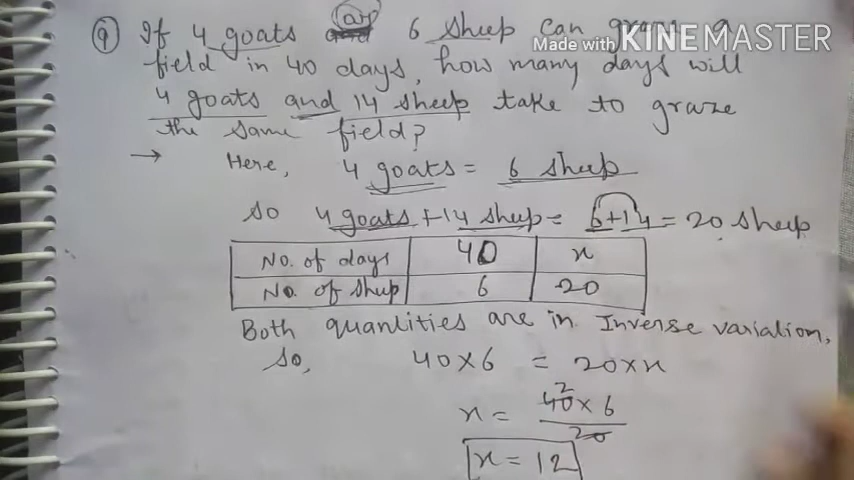 9 If 4 goats or 6 sheep can graze a
Made with KINEMASTER
field in 40 days, how many days will
4 goats and 14 sheep take to graze
the same field?
→ Here, 4 goats = 6 sheep
so 4 goats + 14 sheep = 6+14 = 20 sheep
No. of days 40 x
No. of sheep 6 20
Both quantities are in Inverse variation,
so, 40×6 = 20×x
x = 40×6
2
20
x = 12